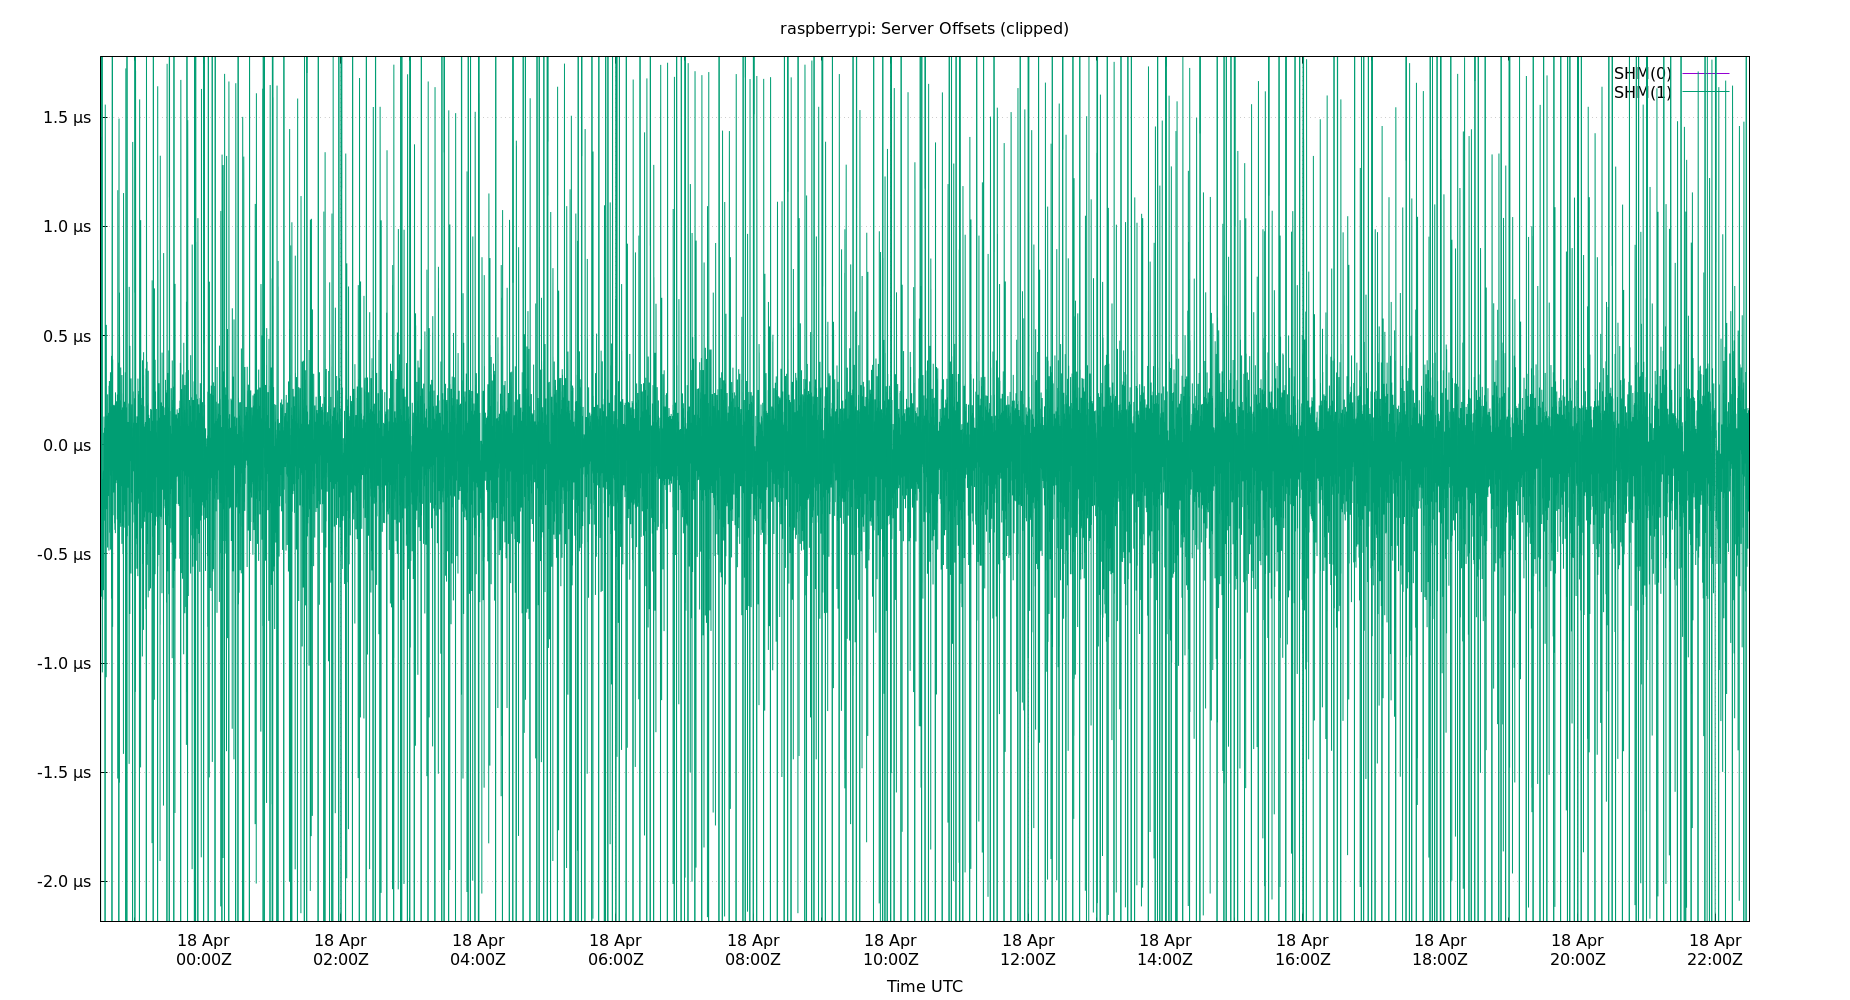 raspberrypi: Server Offsets (clipped)
SHM(0)
SHM(1)
1.5 µs
1.0 µs
0.5 µs
0.0 µs
-0.5 µs
-1.0 µs
-1.5 µs
-2.0 µs
18 Apr 18 Apr 18 Apr 18 Apr 18 Apr 18 Apr 18 Apr 18 Apr 18 Apr 18 Apr 18 Apr 18 Apr
00:00Z 02:00Z 04:00Z 06:00Z 08:00Z 10:00Z 12:00Z 14:00Z 16:00Z 18:00Z 20:00Z 22:00Z
Time UTC